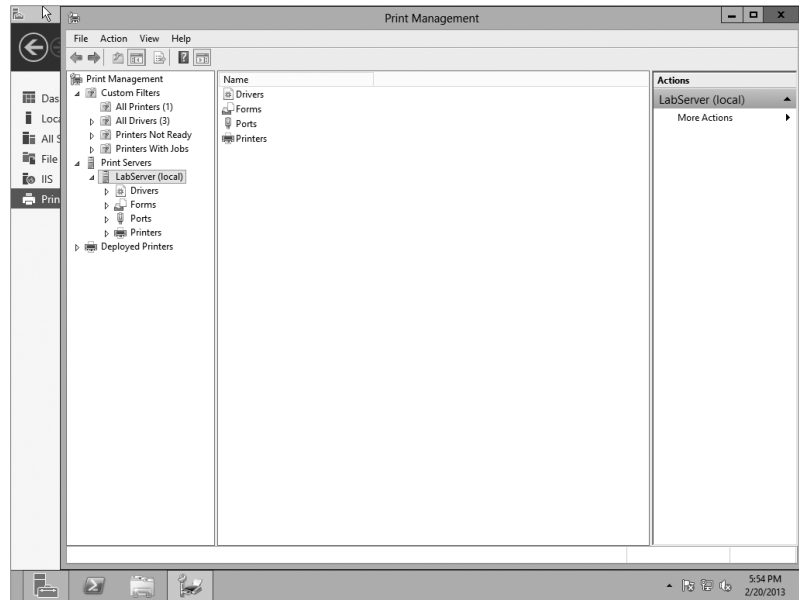 Print Management
File Action View Help
Print Management
Custom Filters
All Printers (1)
All Drivers (3)
Printers Not Ready
Printers With Jobs
Print Servers
LabServer (local)
Drivers
Forms
Ports
Printers
Deployed Printers
Name
Drivers
Forms
Ports
Printers
Actions
LabServer (local)
More Actions
Das
Loca
All S
File
IIS
Prin
5:54 PM
2/20/2013